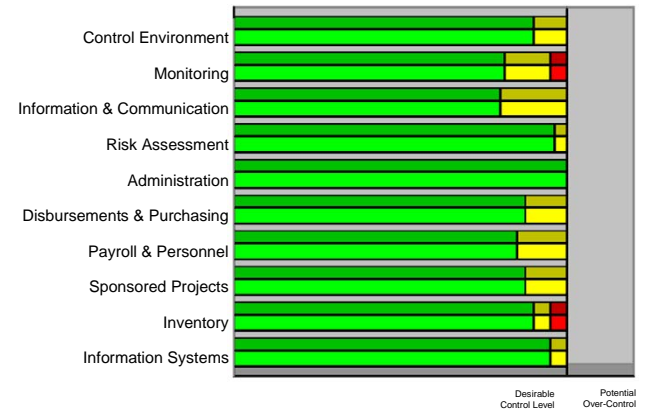 Control Environment
Monitoring
Information & Communication
Risk Assessment
Administration
Disbursements & Purchasing
Payroll & Personnel
Sponsored Projects
Inventory
Information Systems
Desirable
Control Level
Potential
Over-Control